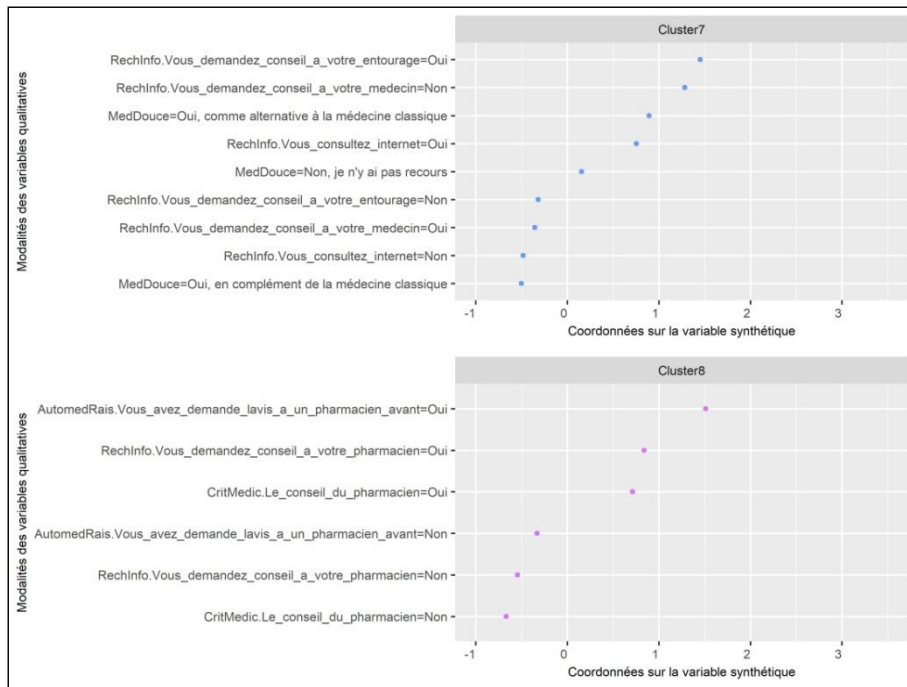 Cluster7
Modalités des variables qualitatives
RechInfo.Vous_demandez_conseil_a_votre_entourage=Oui
RechInfo.Vous_demandez_conseil_a_votre_medecin=Non
MedDouce=Oui, comme alternative à la médecine classique
RechInfo.Vous_consultez_internet=Oui
MedDouce=Non, je n'y ai pas recours
RechInfo.Vous_demandez_conseil_a_votre_entourage=Non
RechInfo.Vous_demandez_conseil_a_votre_medecin=Oui
RechInfo.Vous_consultez_internet=Non
MedDouce=Oui, en complément de la médecine classique
-1 0 1 2 3
Coordonnées sur la variable synthétique
Cluster8
Modalités des variables qualitatives
AutomedRais.Vous_avez_demande_lavis_a_un_pharmacien_avant=Oui
RechInfo.Vous_demandez_conseil_a_votre_pharmacien=Oui
CritMedic.Le_conseil_du_pharmacien=Oui
AutomedRais.Vous_avez_demande_lavis_a_un_pharmacien_avant=Non
RechInfo.Vous_demandez_conseil_a_votre_pharmacien=Non
CritMedic.Le_conseil_du_pharmacien=Non
-1 0 1 2 3
Coordonnées sur la variable synthétique